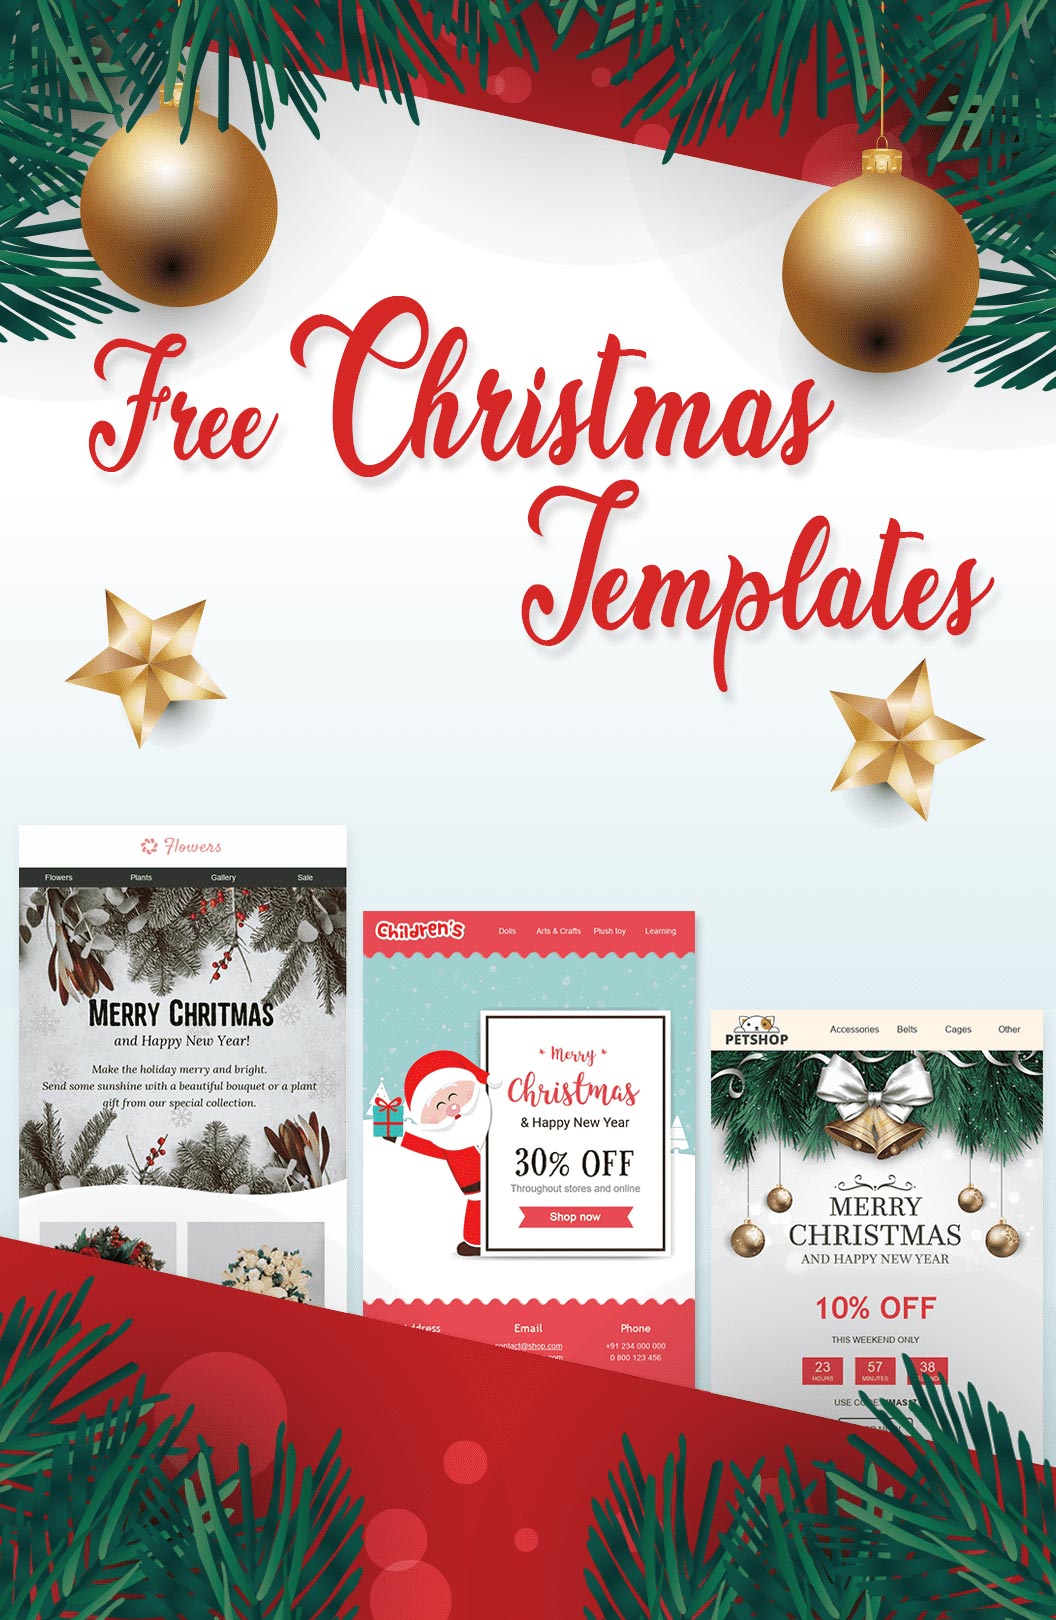 Free Christmas
Templates
Flowers
Flowers Plants Gallery Sale
MERRY CHRITMAS
and Happy New Year!
Make the holiday merry and bright.
Send some sunshine with a beautiful bouquet or a plant
gift from our special collection.
Children's
Dolls Arts & Crafts Plush toy Learning
Merry
Christmas
& Happy New Year
30% OFF
Throughout stores and online
Shop now
Email Phone
contact@shop.com +91 234 000 000
0 800 123 456
PETSHOP
Accessories Belts Cages Other
MERRY
CHRISTMAS
AND HAPPY NEW YEAR
10% OFF
THIS WEEKEND ONLY
23 57 38
HOURS MINUTES
USE